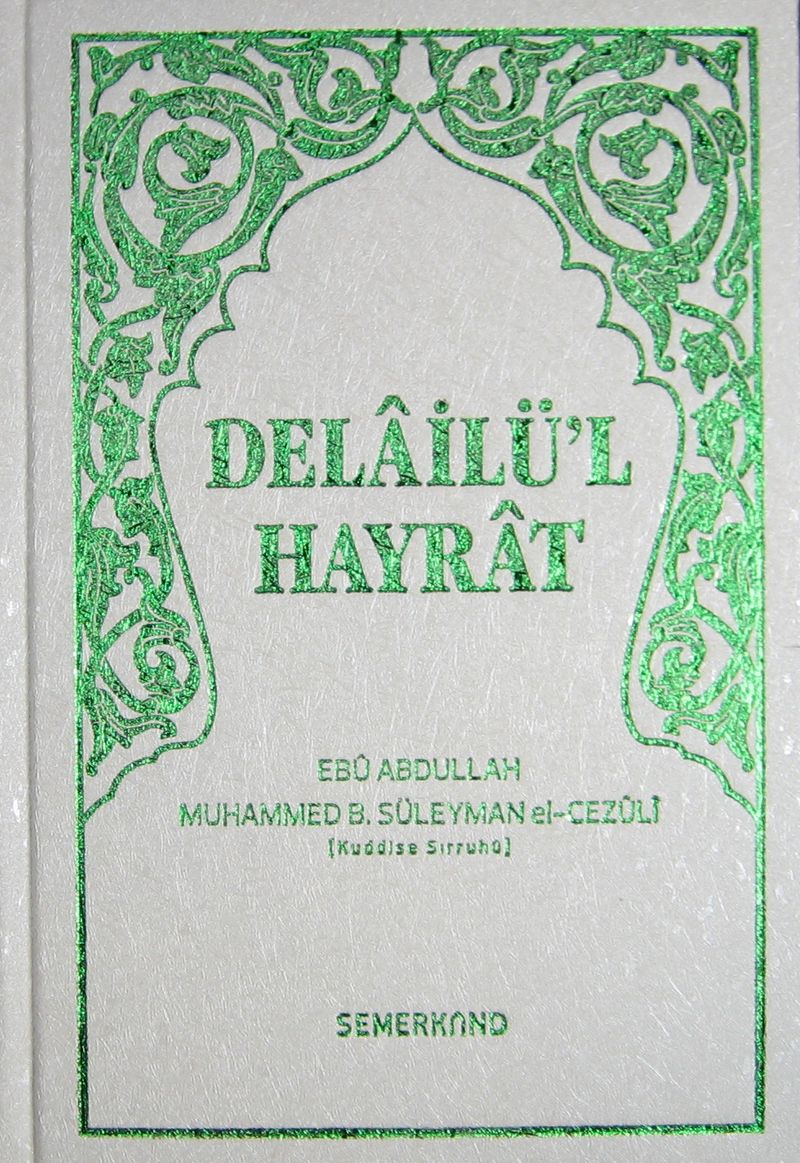 DELÂİLÜ'L
HAYRÂT
EBÛ ABDULLAH
MUHAMMED B. SÜLEYMAN el-CEZÛLÎ
[Kuddise Sırruhû]
SEMERKAND